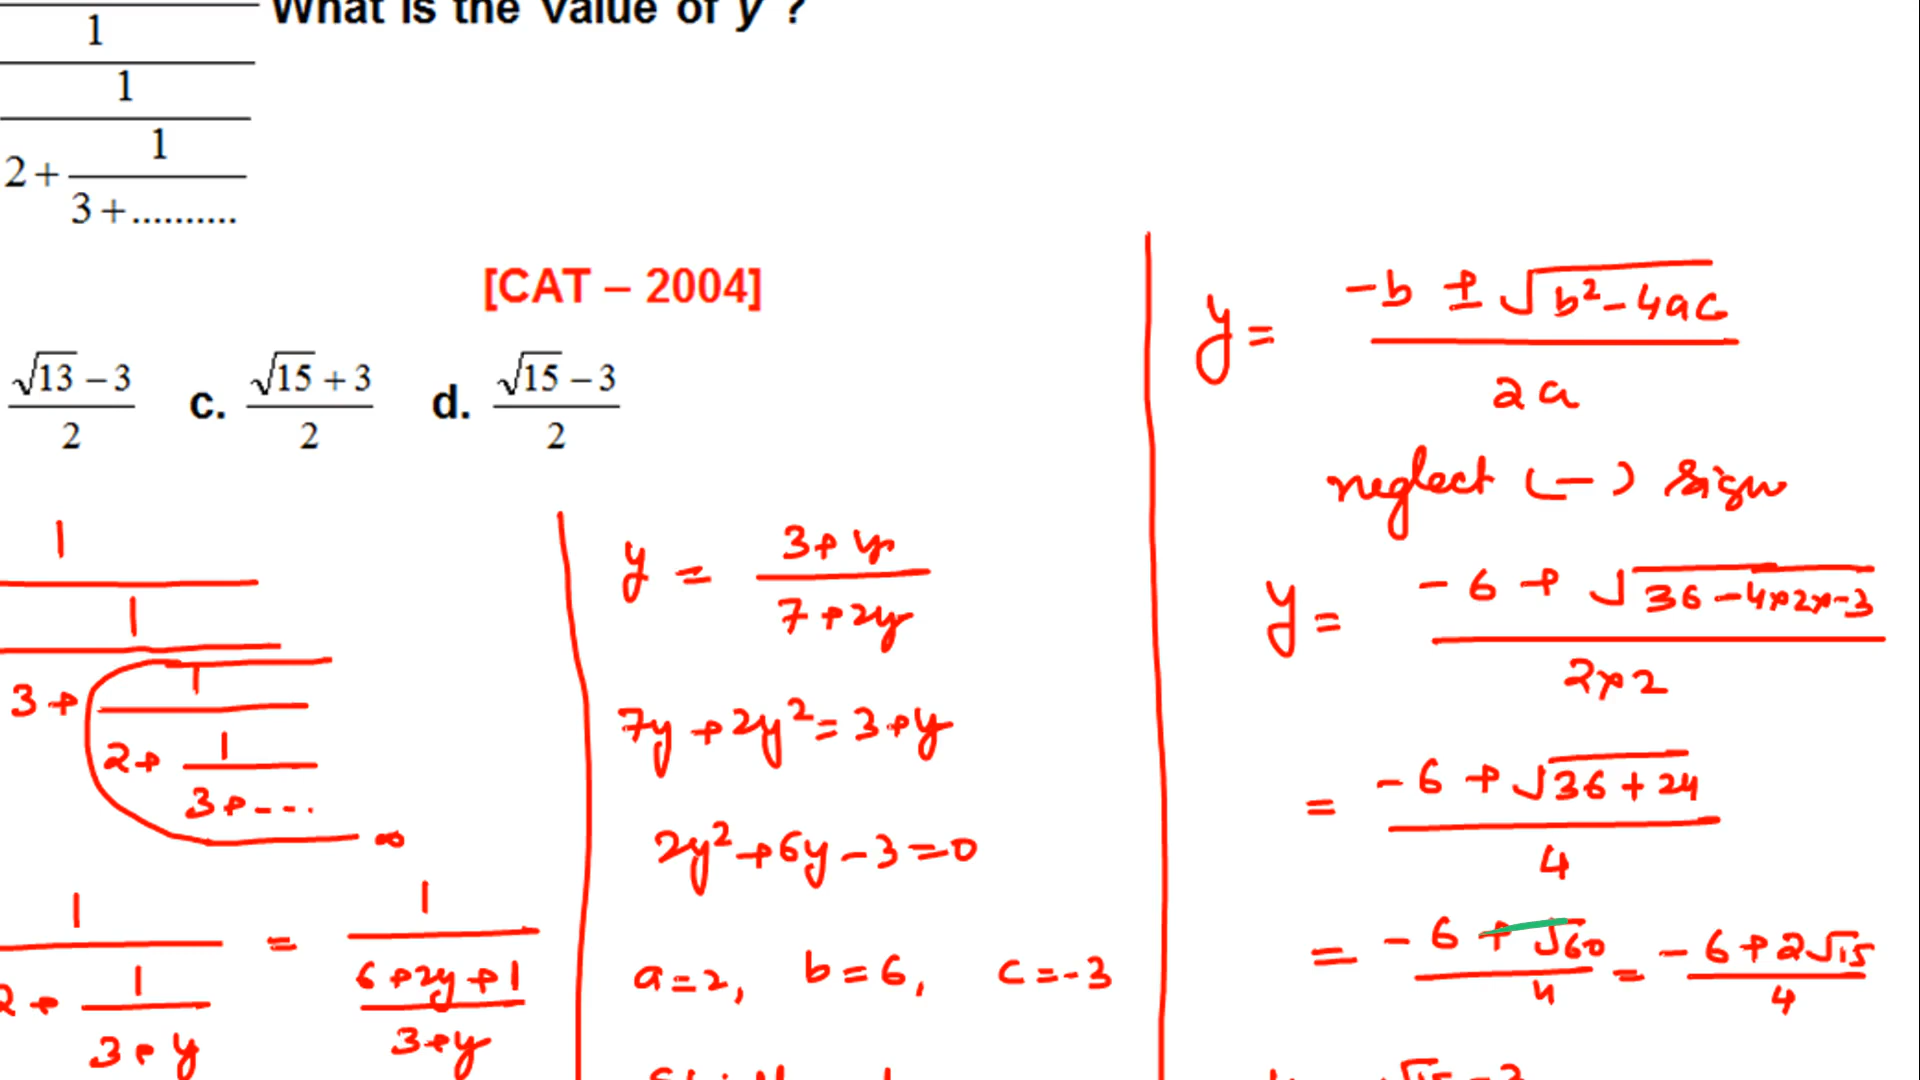 What is the value of y ?
1
1
1
2+
3+..........
[CAT – 2004]
√13 – 3
2
c. √15 + 3
2
d. √15 – 3
2
1
1
3+
1
2+ 1
3+---
∞
1
2+ 1
3+y
= 1
6+2y+1
3+y
y = 3+y
7+2y
7y+2y²=3+y
2y²+6y-3=0
a=2, b=6, c=-3
y= -b ± √b²-4ac
2a
neglect (-) sign
y= -6 + √36-4×2×-3
2×2
= -6 + √36+24
4
= -6 + √60
4
= -6+2√15
4